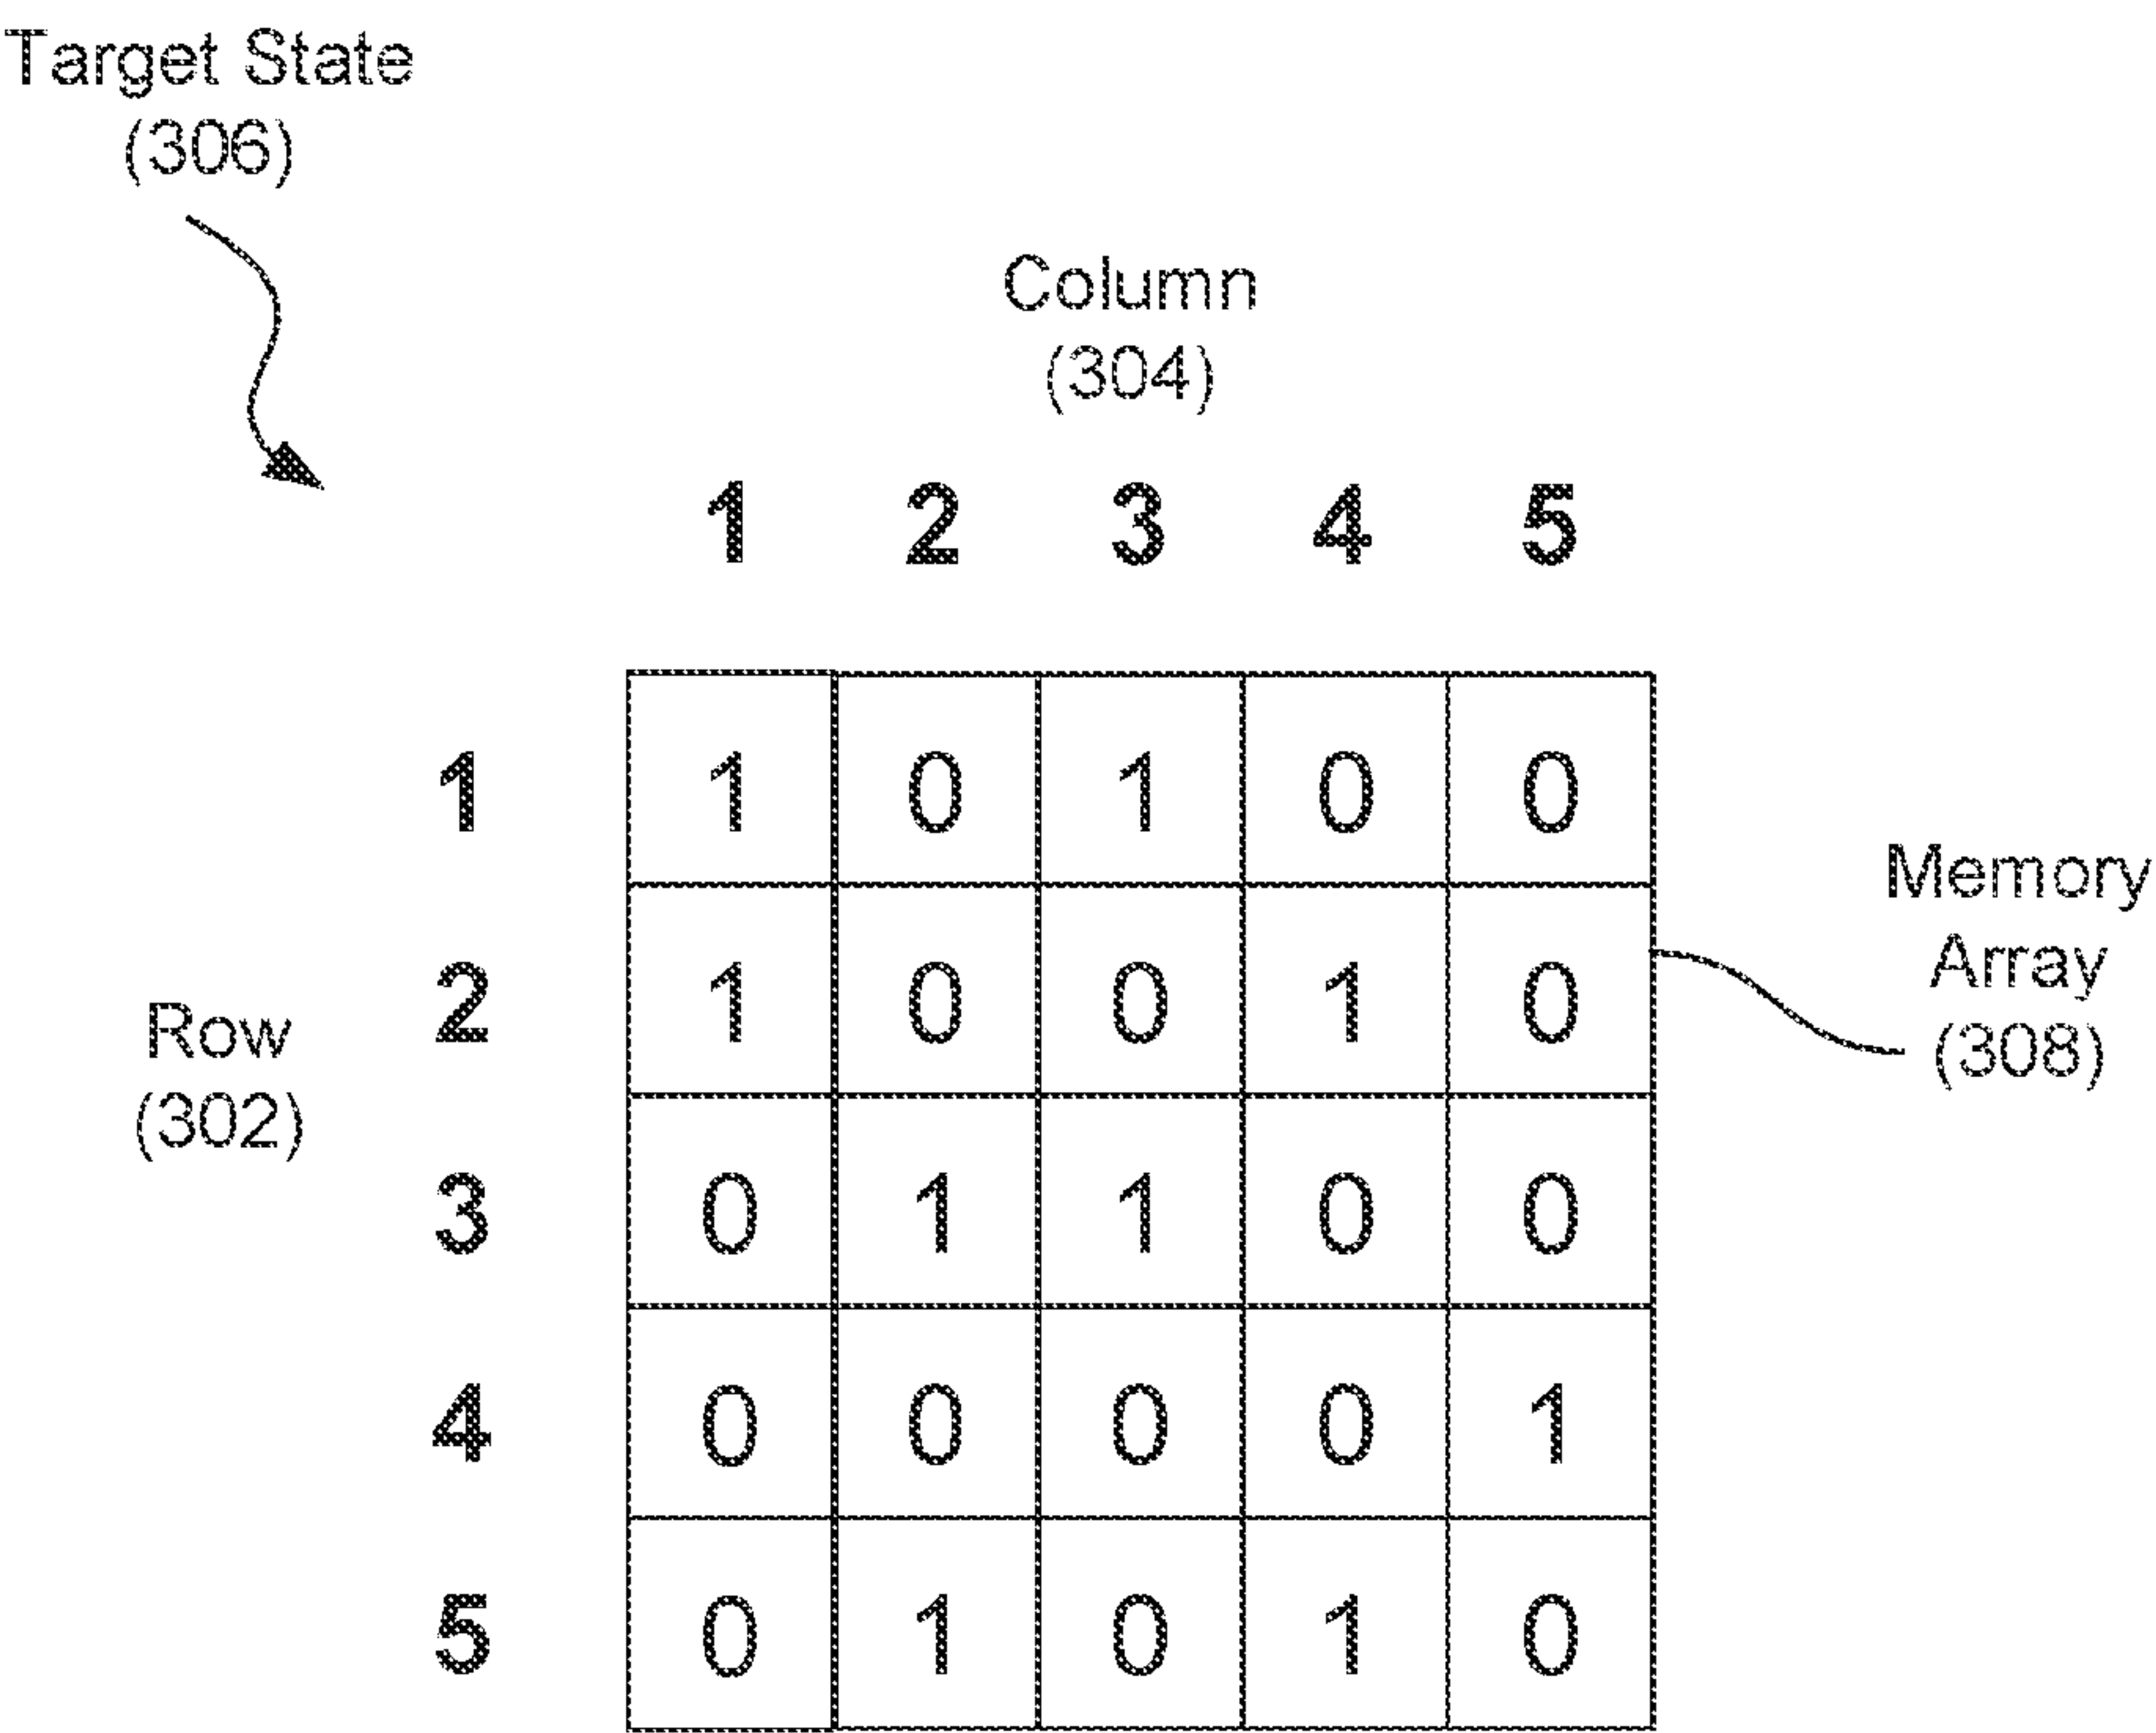 Target State
(306)
Column
(304)
1 2 3 4 5
1 1 0 1 0 0
2 1 0 0 1 0
3 0 1 1 0 0
4 0 0 0 0 1
5 0 1 0 1 0
Row
(302)
Memory
Array
(308)